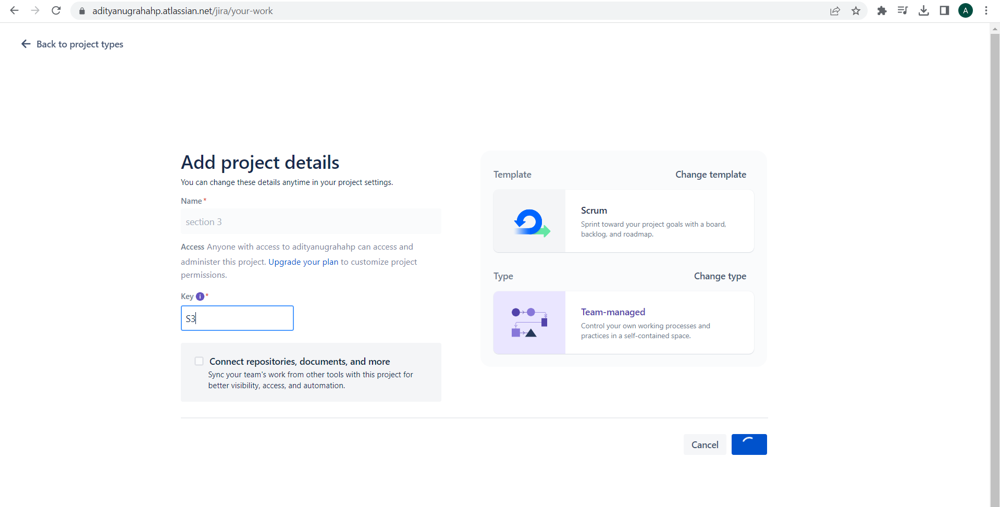 adityanugrahahp.atlassian.net/jira/your-work
A
Back to project types
Add project details
You can change these details anytime in your project settings.
Name *
section 3
Access Anyone with access to adityanugrahahp can access and
administer this project. Upgrade your plan to customize project
permissions.
Key i *
S3
Connect repositories, documents, and more
Sync your team's work from other tools with this project for
better visibility, access, and automation.
Template
Change template
Scrum
Sprint toward your project goals with a board,
backlog, and roadmap.
Type
Change type
Team-managed
Control your own working processes and
practices in a self-contained space.
Cancel